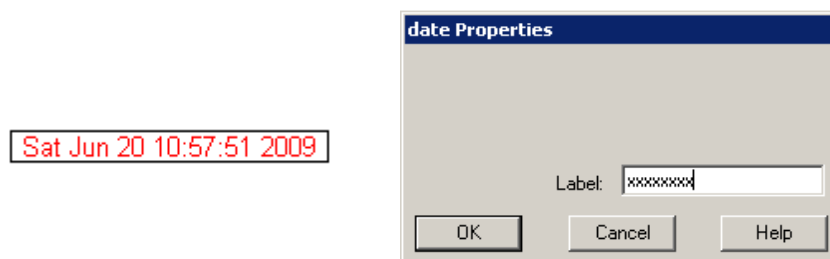 Sat Jun 20 10:57:51 2009
date Properties
Label: xxxxxxxx
OK Cancel Help